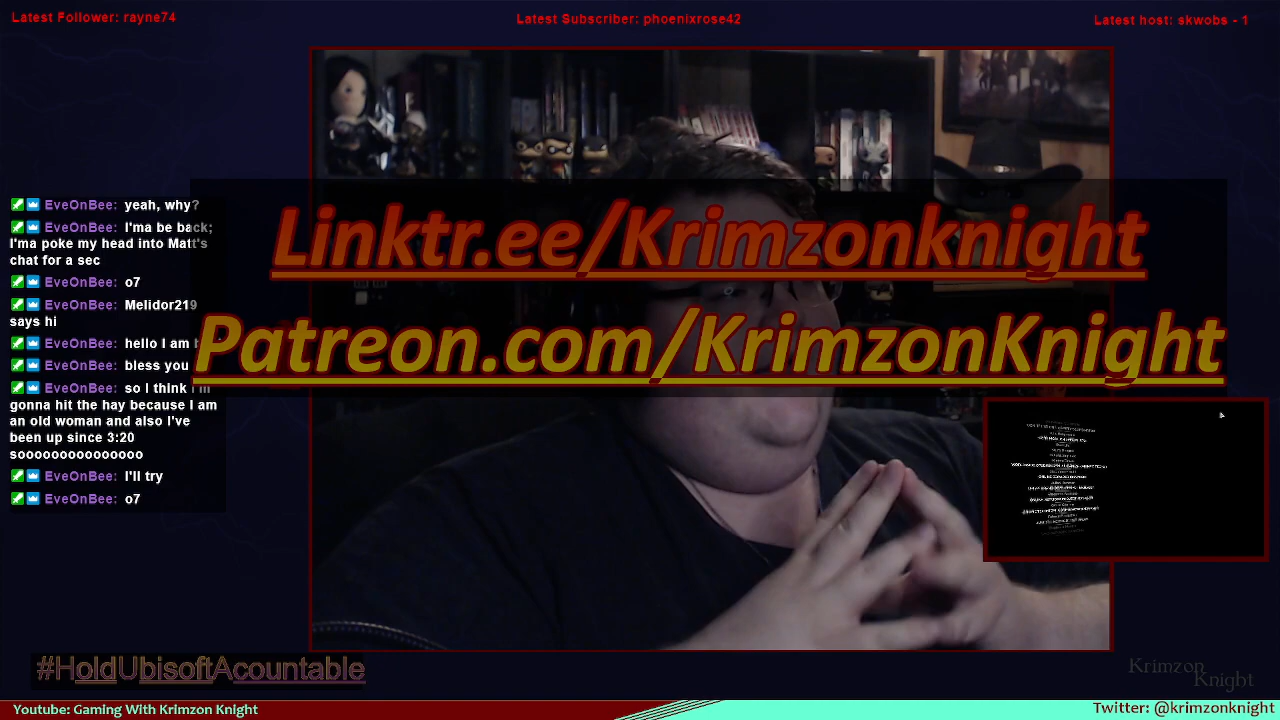 Latest Follower: rayne74
Latest Subscriber: phoenixrose42
Latest host: skwobs - 1
EveOnBee: yeah, why?
EveOnBee: I'ma be back;
I'ma poke my head into Matt's
chat for a sec
EveOnBee: o7
EveOnBee: Melidor219
says hi
EveOnBee: hello I am
EveOnBee: bless you
EveOnBee: so I think I'm
gonna hit the hay because I am
an old woman and also I've
been up since 3:20
sooooooooooooooo
EveOnBee: I'll try
EveOnBee: o7
Linktr.ee/Krimzonknight
Patreon.com/KrimzonKnight
#HoldUbisoftAcountable
Krimzon
Knight
Youtube: Gaming With Krimzon Knight
Twitter: @krimzonknight